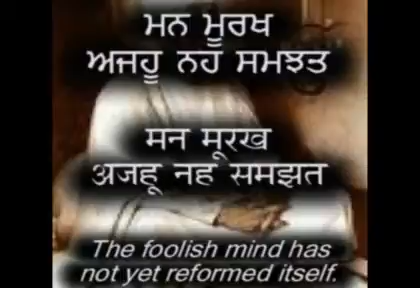 ਮਨ ਮੂਰਖ
ਅਜਹੂ ਨਹ ਸਮਝਤ
मन मूरख
अजहू नह समझत
The foolish mind has
not yet reformed itself.